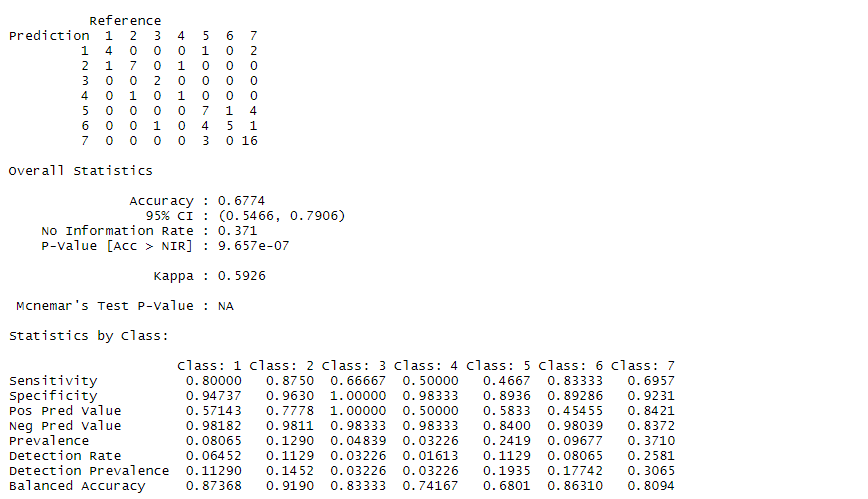 Reference
Prediction  1  2  3  4  5  6  7
         1  4  0  0  0  1  0  2
         2  1  7  0  1  0  0  0
         3  0  0  2  0  0  0  0
         4  0  1  0  1  0  0  0
         5  0  0  0  0  7  1  4
         6  0  0  1  0  4  5  1
         7  0  0  0  0  3  0 16
Overall Statistics
               Accuracy : 0.6774
                 95% CI : (0.5466, 0.7906)
    No Information Rate : 0.371
    P-Value [Acc > NIR] : 9.657e-07
                  Kappa : 0.5926
 Mcnemar's Test P-Value : NA
Statistics by Class:
                     Class: 1 Class: 2 Class: 3 Class: 4 Class: 5 Class: 6 Class: 7
Sensitivity           0.80000   0.8750  0.66667  0.50000   0.4667  0.83333   0.6957
Specificity           0.94737   0.9630  1.00000  0.98333   0.8936  0.89286   0.9231
Pos Pred Value        0.57143   0.7778  1.00000  0.50000   0.5833  0.45455   0.8421
Neg Pred Value        0.98182   0.9811  0.98333  0.98333   0.8400  0.98039   0.8372
Prevalence            0.08065   0.1290  0.04839  0.03226   0.2419  0.09677   0.3710
Detection Rate        0.06452   0.1129  0.03226  0.01613   0.1129  0.08065   0.2581
Detection Prevalence  0.11290   0.1452  0.03226  0.03226   0.1935  0.17742   0.3065
Balanced Accuracy     0.87368   0.9190  0.83333  0.74167   0.6801  0.86310   0.8094